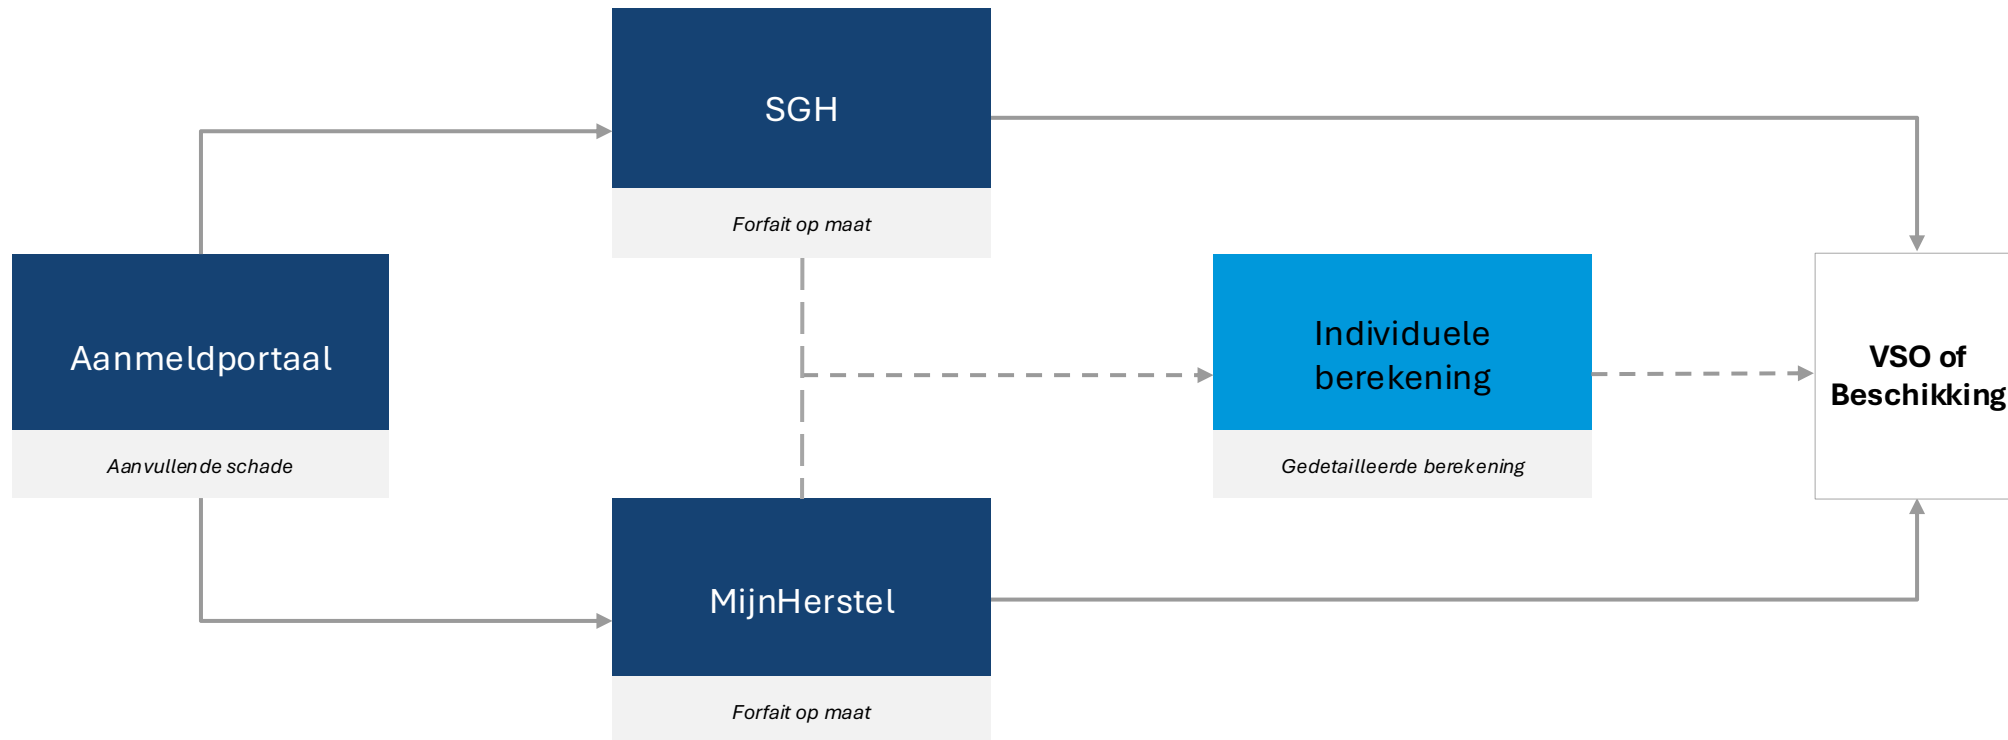 SGH
Forfait op maat
Aanmeldportaal
Aanvullende schade
Individuele
berekening
Gedetailleerde berekening
VSO of
Beschikking
MijnHerstel
Forfait op maat